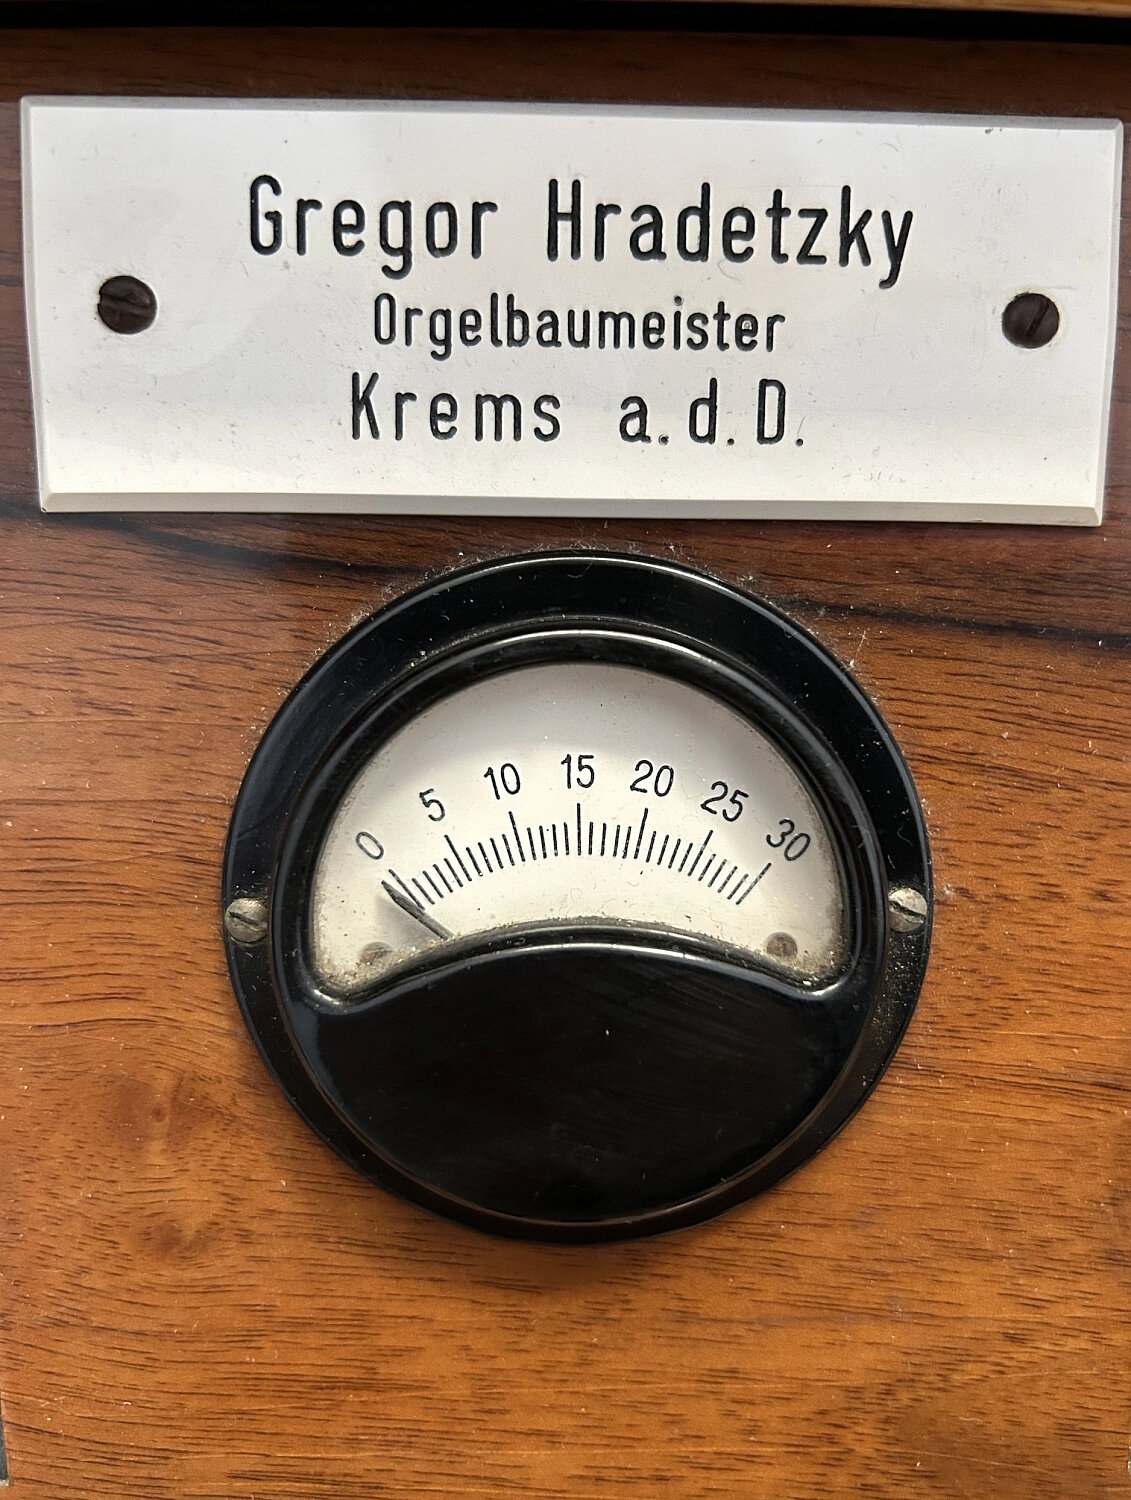 Gregor Hradetzky
Orgelbaumeister
Krems a.d.D.
0 5 10 15 20 25 30